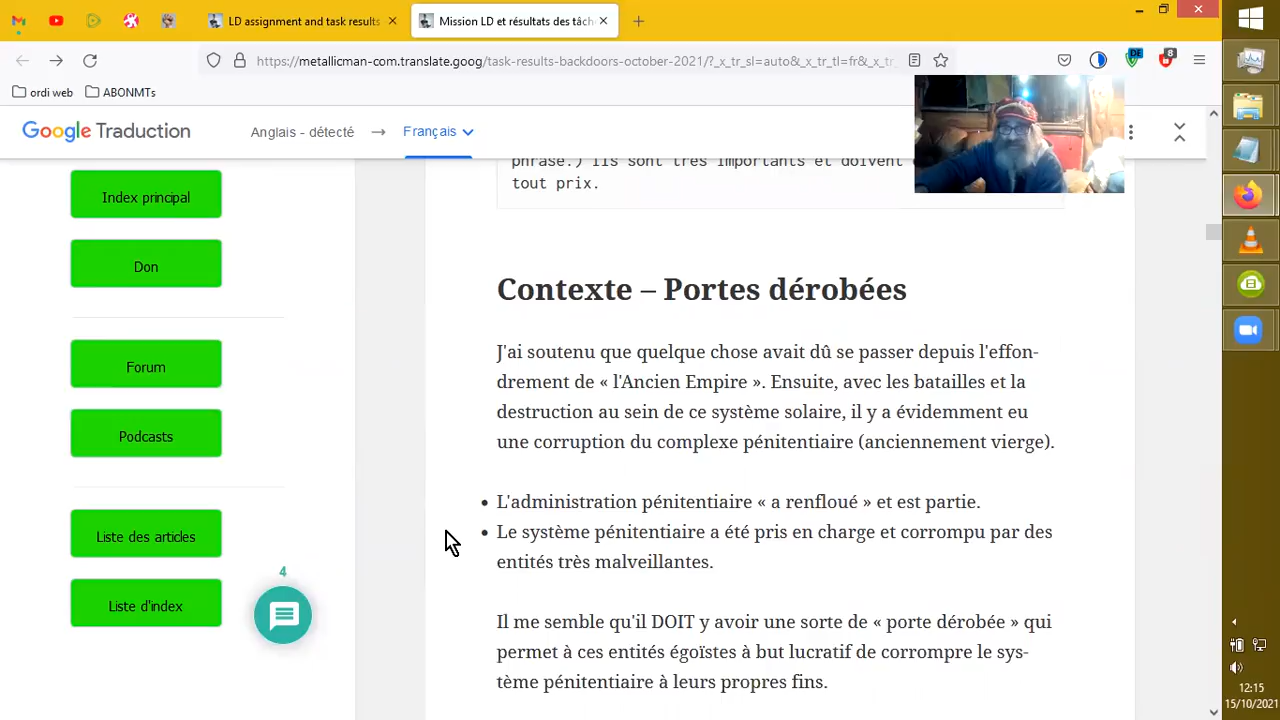 LD assignment and task results
Mission LD et résultats des tâch
https://metallicman-com.translate.goog/task-results-backdoors-october-2021/?_x_tr_sl=auto&_x_tr_tl=fr&_x_tr_
DE
8
ordi web
ABONMTs
Google Traduction
Anglais - détecté
Français
phrase.) Ils sont très importants et doivent
tout prix.
Index principal
Don
Forum
Podcasts
Liste des articles
Liste d'index
4
Contexte – Portes dérobées
J'ai soutenu que quelque chose avait dû se passer depuis l'effon-
drement de « l'Ancien Empire ». Ensuite, avec les batailles et la
destruction au sein de ce système solaire, il y a évidemment eu
une corruption du complexe pénitentiaire (anciennement vierge).
• L'administration pénitentiaire « a renfloué » et est partie.
• Le système pénitentiaire a été pris en charge et corrompu par des
entités très malveillantes.
Il me semble qu'il DOIT y avoir une sorte de « porte dérobée » qui
permet à ces entités égoïstes à but lucratif de corrompre le sys-
tème pénitentiaire à leurs propres fins.
12:15
15/10/2021